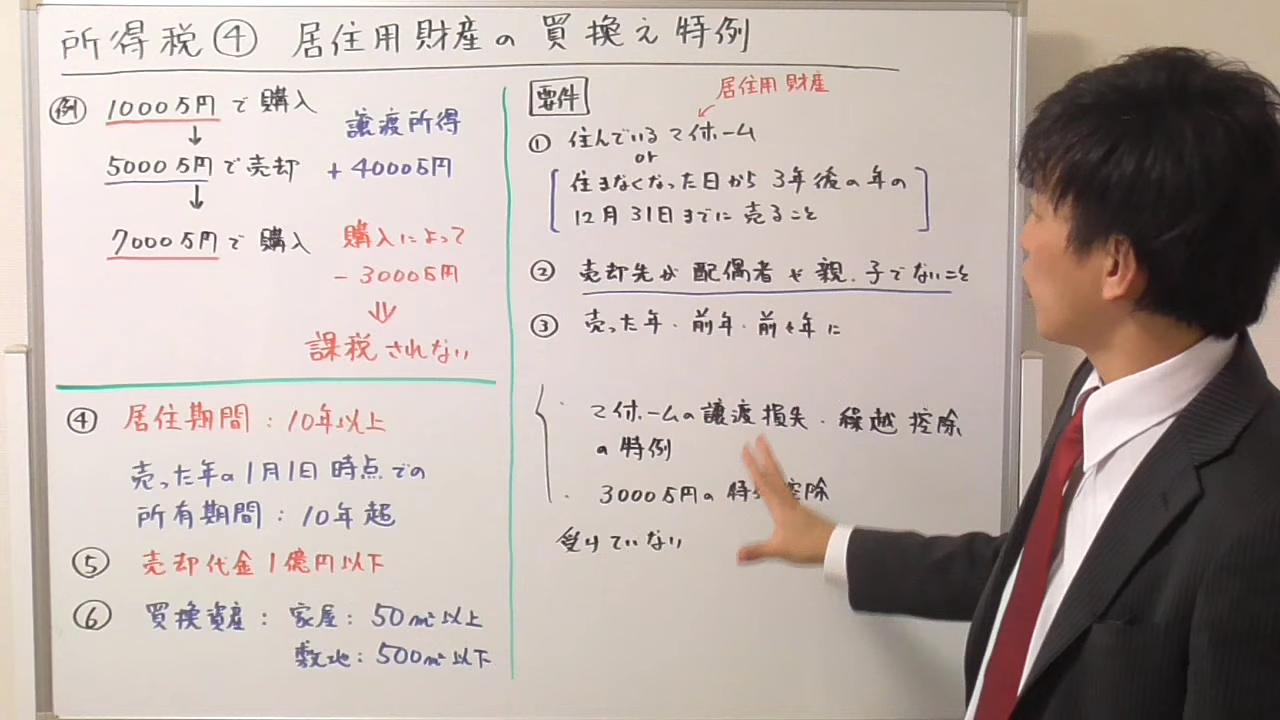 所得税④ 居住用財産の買換え特例
例 1000万円で購入
↓
5000万円で売却
↓
7000万円で購入
譲渡所得
+4000万円
購入によって
-3000万円
⇓
課税されない
要件
居住用財産
① 住んでいるマイホーム
or
[住まなくなった日から3年後の年の
12月31日までに売ること]
② 売却先が配偶者や親.子でないこと
③ 売った年・前年・前々年に
・マイホームの譲渡損失・繰越控除
の特例
・3000万円の特別控除
受けていない
④ 居住期間:10年以上
売った年の1月1日時点での
所有期間:10年超
⑤ 売却代金1億円以下
⑥ 買換資産:家屋:50㎡以上
敷地:500㎡以下